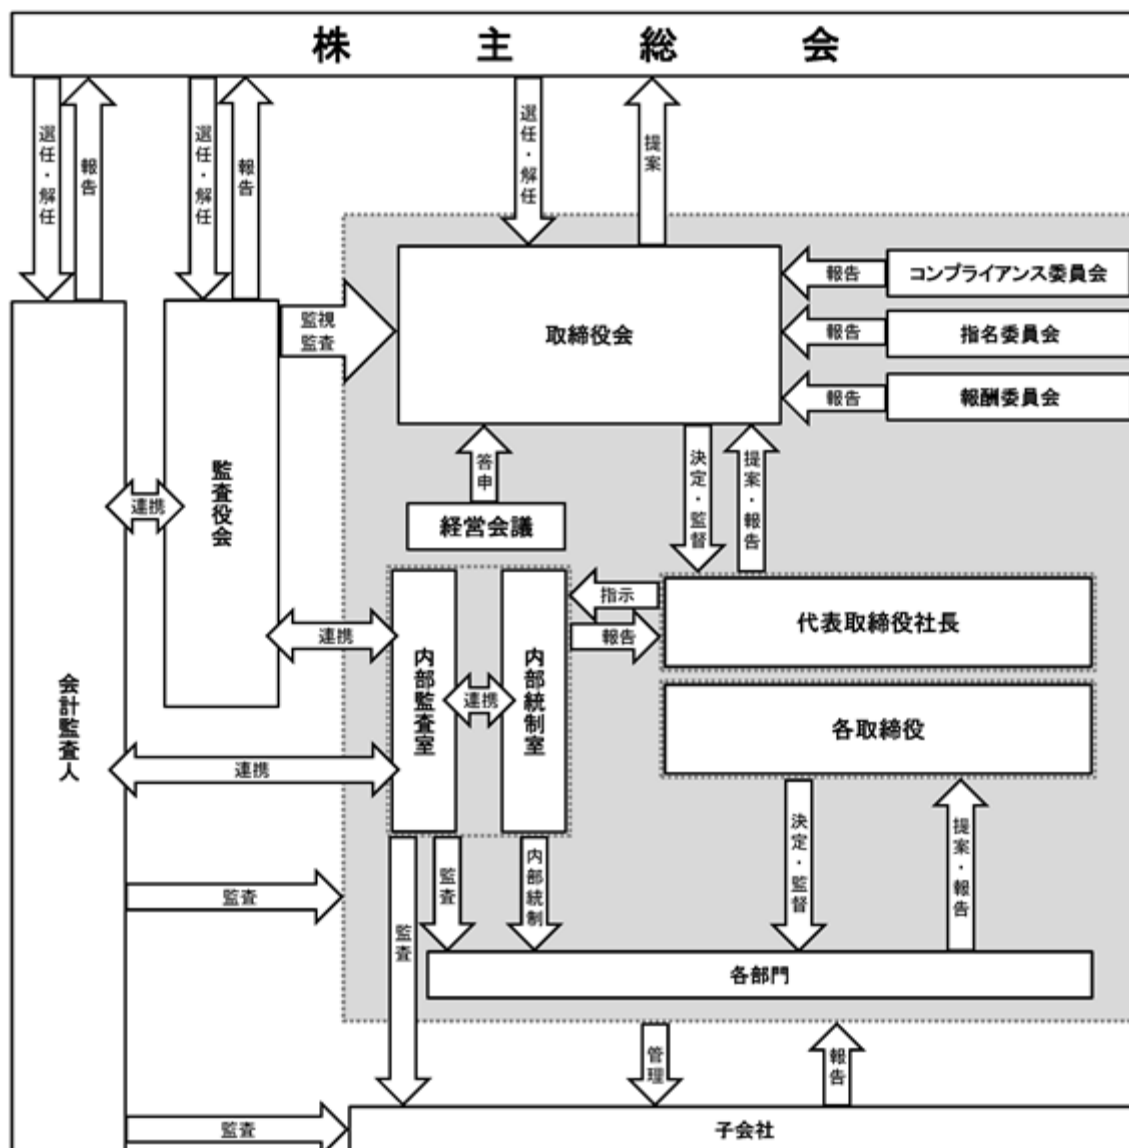 株主総会
選任・解任
報告
選任・解任
報告
選任・解任
提案
コンプライアンス委員会
報告
指名委員会
報告
報酬委員会
報告
取締役会
監視
監査
監査役会
連携
答申
経営会議
決定・監督
提案・報告
指示
報告
代表取締役社長
各取締役
連携
内部監査室
連携
内部統制室
会計監査人
連携
監査
監査
監査
内部統制
決定・監督
提案・報告
各部門
管理
報告
監査
子会社